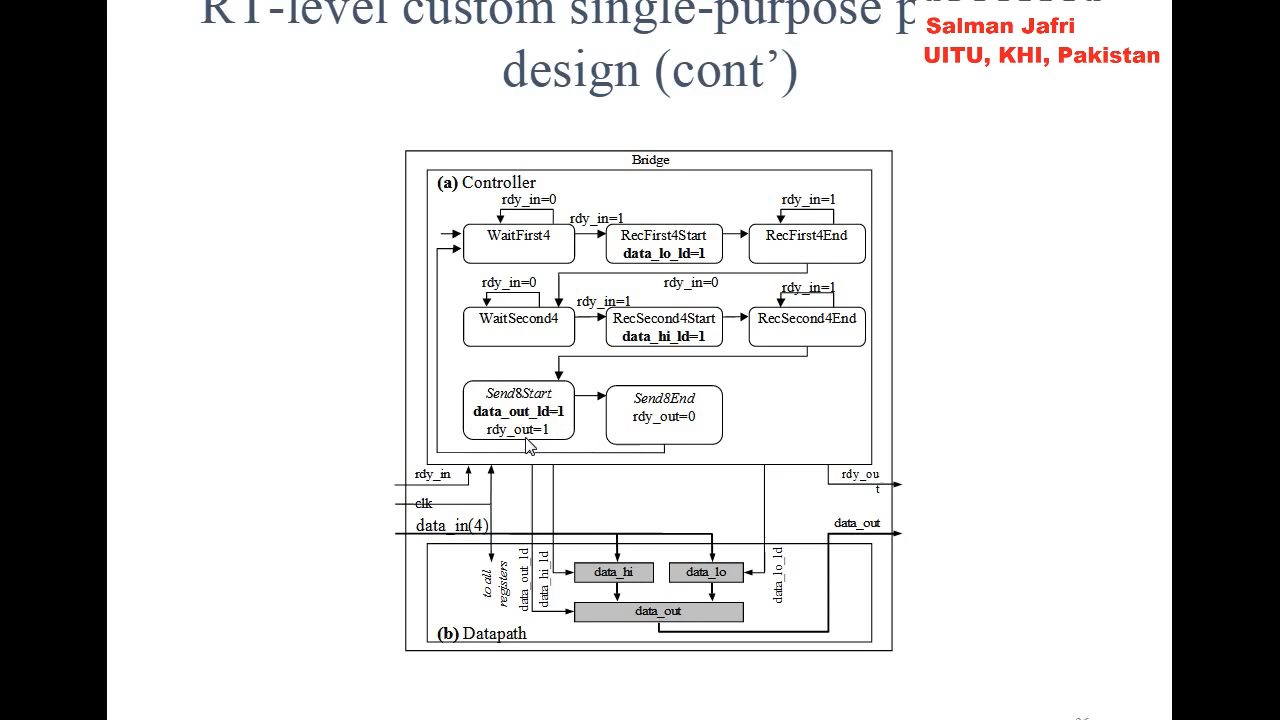 RT-level custom single-purpose
Salman Jafri
UITU, KHI, Pakistan
design (cont’)
Bridge
(a) Controller
rdy_in=0
rdy_in=1
rdy_in=1
WaitFirst4
RecFirst4Start
data_lo_ld=1
RecFirst4End
rdy_in=0
rdy_in=0
rdy_in=1
rdy_in=1
WaitSecond4
RecSecond4Start
data_hi_ld=1
RecSecond4End
Send8Start
data_out_ld=1
rdy_out=1
Send8End
rdy_out=0
rdy_in
rdy_ou
t
clk
data_in(4)
data_out
to all
registers
data_out_ld
data_hi_ld
data_hi
data_lo
data_lo_ld
data_out
(b) Datapath